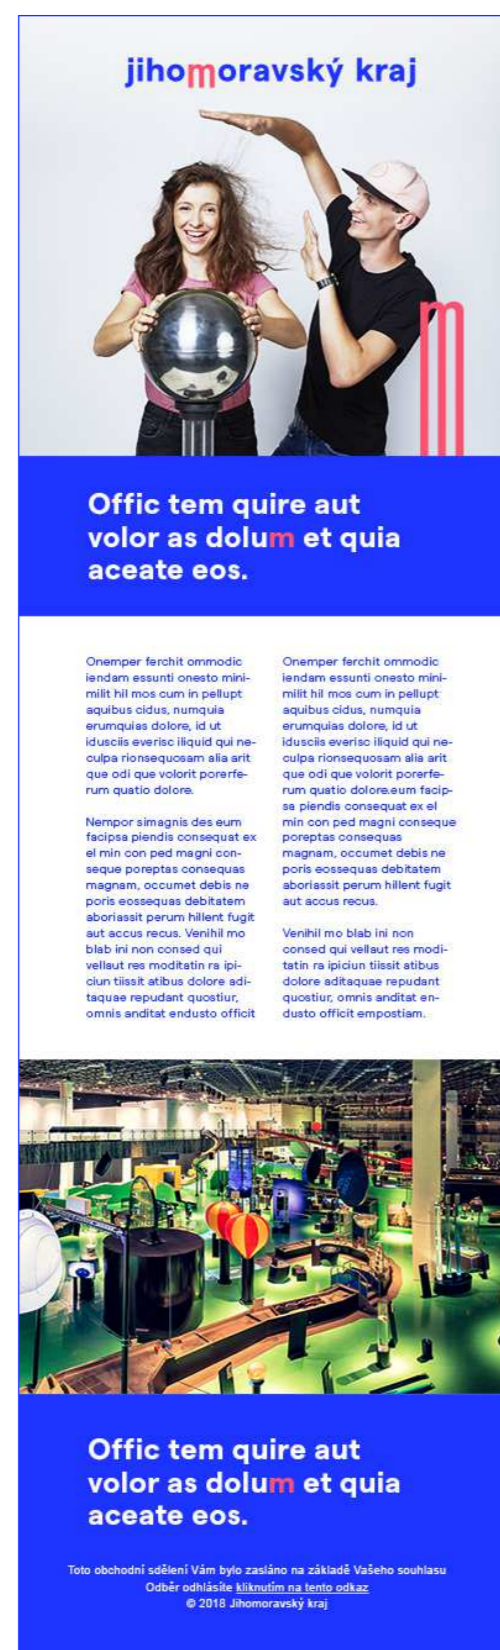 jihomoravský kraj
m
Offic tem quire aut
volor as dolum et quia
aceate eos.
Onemper ferchit ommodic
iendam essunti onesto mini-
milit hil mos cum in pellupt
aquibus cidus, numquia
erumquias dolore, id ut
idusciis everisc iliquid qui ne-
culpa rionsequosam alia arit
que odi que volorit porerfe-
rum quatio dolore.
Nempor simagnis des eum
facipsa piendis consequat ex
el min con ped magni con-
seque poreptas consequas
magnam, occumet debis ne
poris eossequas debitatem
aboriassit perum hillent fugit
aut accus recus. Venihil mo
blab ini non consed qui
vellaut res moditatin ra ipi-
ciun tiissit atibus dolore adi-
taquae repudant quostiur,
omnis anditat endusto officit
Onemper ferchit ommodic
iendam essunti onesto mini-
milit hil mos cum in pellupt
aquibus cidus, numquia
erumquias dolore, id ut
idusciis everisc iliquid qui ne-
culpa rionsequosam alia arit
que odi que volorit porerfe-
rum quatio dolore.eum facip-
sa piendis consequat ex el
min con ped magni conseque
poreptas consequas
magnam, occumet debis ne
poris eossequas debitatem
aboriassit perum hillent fugit
aut accus recus.
Venihil mo blab ini non
consed qui vellaut res modi-
tatin ra ipiciun tiissit atibus
dolore aditaquae repudant
quostiur, omnis anditat en-
dusto officit empostiam.
Offic tem quire aut
volor as dolum et quia
aceate eos.
Toto obchodní sdělení Vám bylo zasláno na základě Vašeho souhlasu
Odběr odhlásíte kliknutím na tento odkaz
© 2018 Jihomoravský kraj